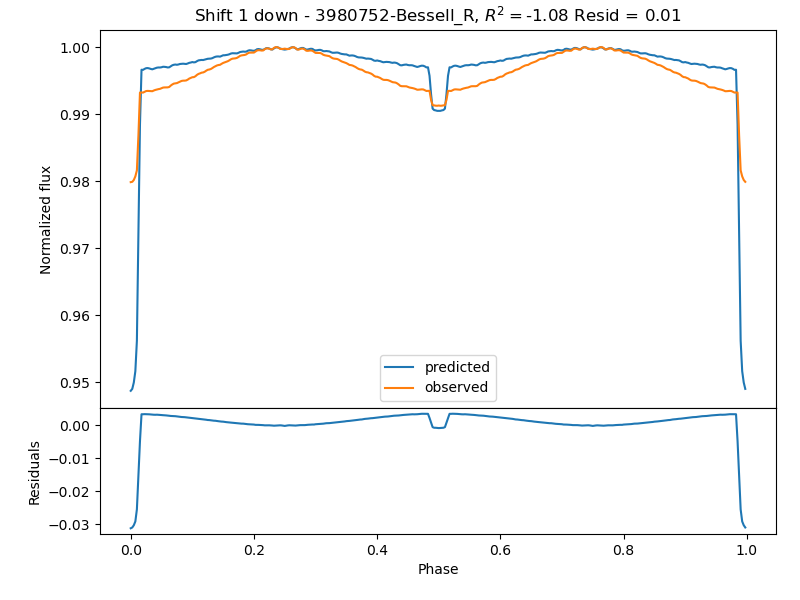 Shift 1 down - 3980752-Bessell_R, R² = -1.08 Resid = 0.01
1.00
0.99
0.98
0.97
0.96
0.95
Normalized flux
predicted
observed
0.00
−0.01
−0.02
−0.03
Residuals
0.0 0.2 0.4 0.6 0.8 1.0
Phase